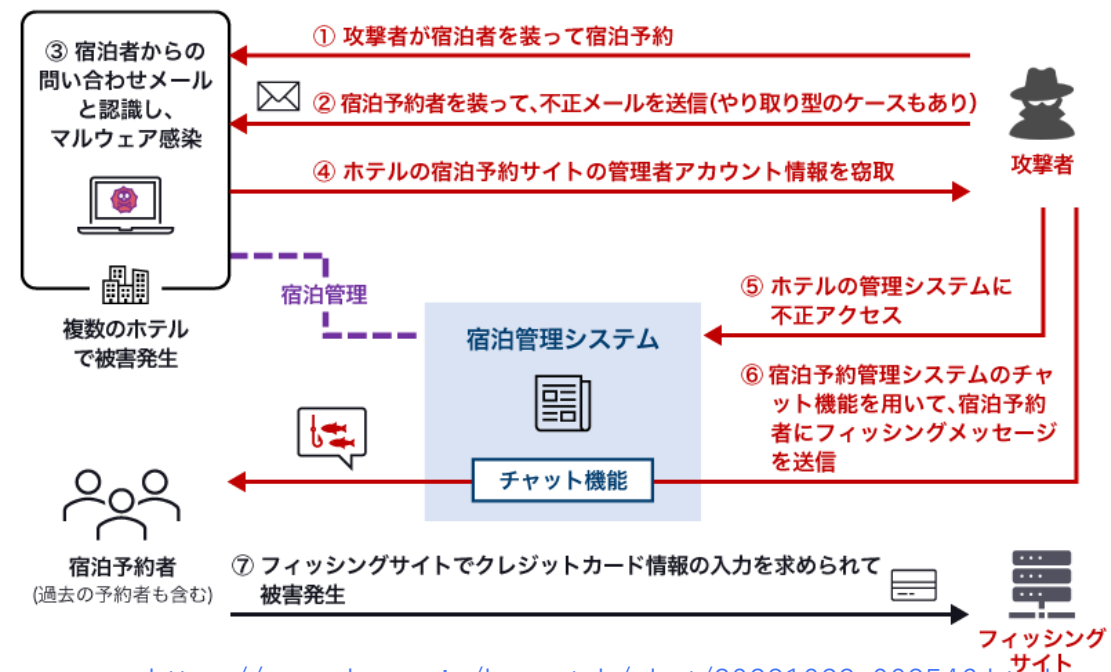 ① 攻撃者が宿泊者を装って宿泊予約
③ 宿泊者からの
問い合わせメール
と認識し、
マルウェア感染
② 宿泊予約者を装って、不正メールを送信(やり取り型のケースもあり)
攻撃者
④ ホテルの宿泊予約サイトの管理者アカウント情報を窃取
宿泊管理
複数のホテル
で被害発生
宿泊管理システム
⑤ ホテルの管理システムに
不正アクセス
⑥ 宿泊予約管理システムのチャ
ット機能を用いて、宿泊予約
者にフィッシングメッセージ
を送信
チャット機能
宿泊予約者
(過去の予約者も含む)
⑦ フィッシングサイトでクレジットカード情報の入力を求められて
被害発生
フィッシング
サイト